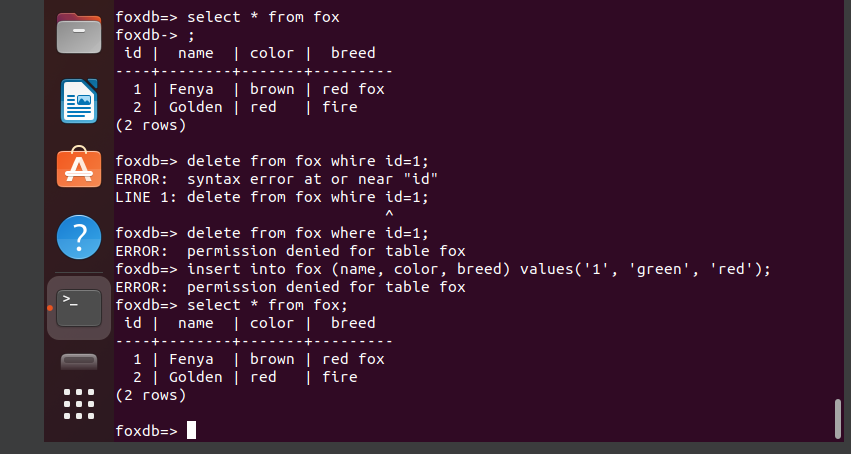 foxdb=> select * from fox
foxdb-> ;
 id |  name  | color |  breed
----+--------+-------+---------
  1 | Fenya  | brown | red fox
  2 | Golden | red   | fire
(2 rows)

foxdb=> delete from fox whire id=1;
ERROR:  syntax error at or near "id"
LINE 1: delete from fox whire id=1;
                              ^
foxdb=> delete from fox where id=1;
ERROR:  permission denied for table fox
foxdb=> insert into fox (name, color, breed) values('1', 'green', 'red');
ERROR:  permission denied for table fox
foxdb=> select * from fox;
 id |  name  | color |  breed
----+--------+-------+---------
  1 | Fenya  | brown | red fox
  2 | Golden | red   | fire
(2 rows)

foxdb=>